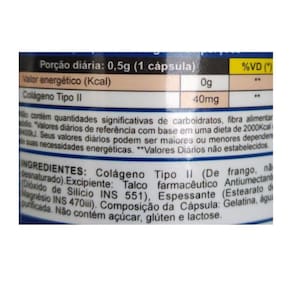 Porção diária: 0,5g (1 cápsula) %VD (*)
Valor energético (Kcal) 0g **
Colágeno Tipo II 40mg **
não contém quantidades significativas de carboidratos, fibra alimentar
*valores diários de referência com base em uma dieta de 2000Kcal
diários podem ser maiores ou menores dependendo
suas necessidades energéticas. **Valores Diários não estabelecidos.
INGREDIENTES: Colágeno Tipo II (De frango, não
desnaturado).Excipiente: Talco farmacêutico Antiumectante
(Dióxido de Silício INS 551), Espessante (Estearato de
magnésio INS 470iii). Composição da Cápsula: Gelatina, água
purificada. Não contém açúcar, glúten e lactose.